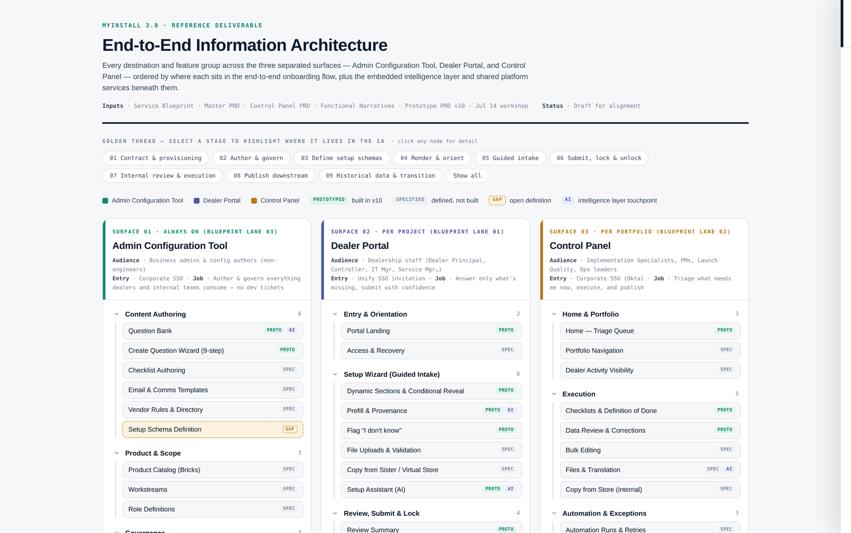 MYINSTALL 3.0 · REFERENCE DELIVERABLE
End-to-End Information Architecture
Every destination and feature group across the three separated surfaces — Admin Configuration Tool, Dealer Portal, and Control
Panel — ordered by where each sits in the end-to-end onboarding flow, plus the embedded intelligence layer and shared platform
services beneath them.
Inputs · Service Blueprint · Master PRD · Control Panel PRD · Functional Narratives · Prototype PRD v10 · Jul 14 workshop Status · Draft for alignment
GOLDEN THREAD — SELECT A STAGE TO HIGHLIGHT WHERE IT LIVES IN THE IA · click any node for detail
01 Contract & provisioning 02 Author & govern 03 Define setup schemas 04 Render & orient 05 Guided intake 06 Submit, lock & unlock
07 Internal review & execution 08 Publish downstream 09 Historical data & transition Show all
Admin Configuration Tool Dealer Portal Control Panel PROTOTYPED built in v10 SPECIFIED defined, not built GAP open definition AI intelligence layer touchpoint
SURFACE 01 · ALWAYS ON (BLUEPRINT LANE 03)
Admin Configuration Tool
Audience · Business admins & config authors (non-
engineers)
Entry · Corporate SSO · Job · Author & govern everything
dealers and internal teams consume — no dev tickets
Content Authoring 6
Question Bank PROTO AI
Create Question Wizard (9-step) PROTO
Checklist Authoring SPEC
Email & Comms Templates SPEC
Vendor Rules & Directory SPEC
Setup Schema Definition GAP
Product & Scope 3
Product Catalog (Bricks) SPEC
Workstreams SPEC
Role Definitions SPEC
SURFACE 02 · PER PROJECT (BLUEPRINT LANE 01)
Dealer Portal
Audience · Dealership staff (Dealer Principal,
Controller, IT Mgr, Service Mgr…)
Entry · Unify SSO invitation · Job · Answer only what's
missing, submit with confidence
Entry & Orientation 2
Portal Landing PROTO
Access & Recovery SPEC
Setup Wizard (Guided Intake) 6
Dynamic Sections & Conditional Reveal PROTO
Prefill & Provenance PROTO AI
Flag "I don't know" PROTO
File Uploads & Validation SPEC
Copy from Sister / Virtual Store SPEC
Setup Assistant (AI) PROTO AI
Review, Submit & Lock 4
Review Summary PROTO
SURFACE 03 · PER PORTFOLIO (BLUEPRINT LANE 02)
Control Panel
Audience · Implementation Specialists, PMs, Launch
Quality, Ops leaders
Entry · Corporate SSO (Okta) · Job · Triage what needs
me now, execute, and publish
Home & Portfolio 3
Home — Triage Queue PROTO
Portfolio Navigation SPEC
Dealer Activity Visibility SPEC
Execution 5
Checklists & Definition of Done PROTO
Data Review & Corrections PROTO
Bulk Editing SPEC
Files & Translation SPEC AI
Copy from Store (internal) SPEC
Automation & Exceptions 3
Automation Runs & Retries SPEC